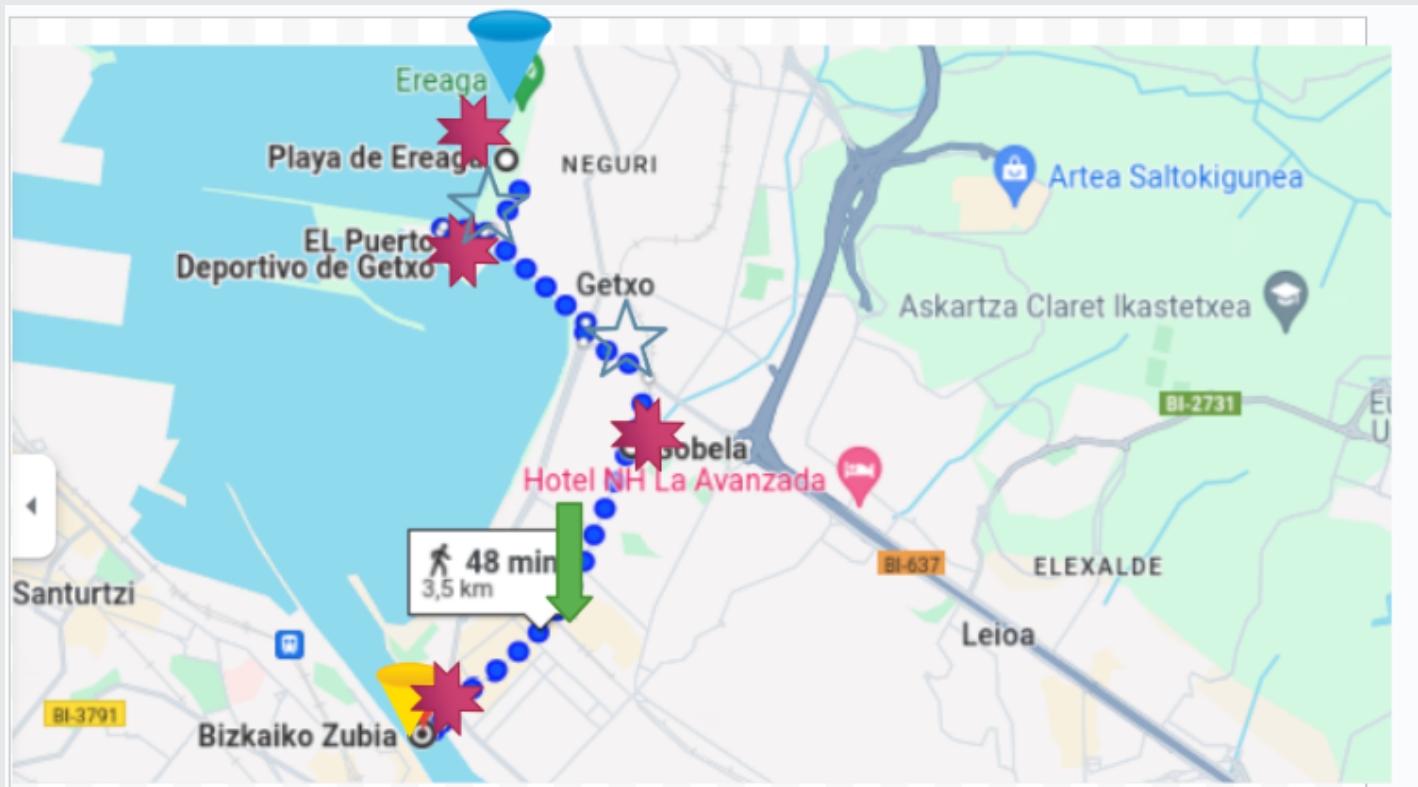 Ereaga
Playa de Ereaga
NEGURI
Artea Saltokigunea
EL Puerto
Deportivo de Getxo
Getxo
Askartza Claret Ikastetxea
BI-2731
Gobela
Hotel NH La Avanzada
48 min
3,5 km
BI-637
ELEXALDE
Santurtzi
Leioa
BI-3791
Bizkaiko Zubia